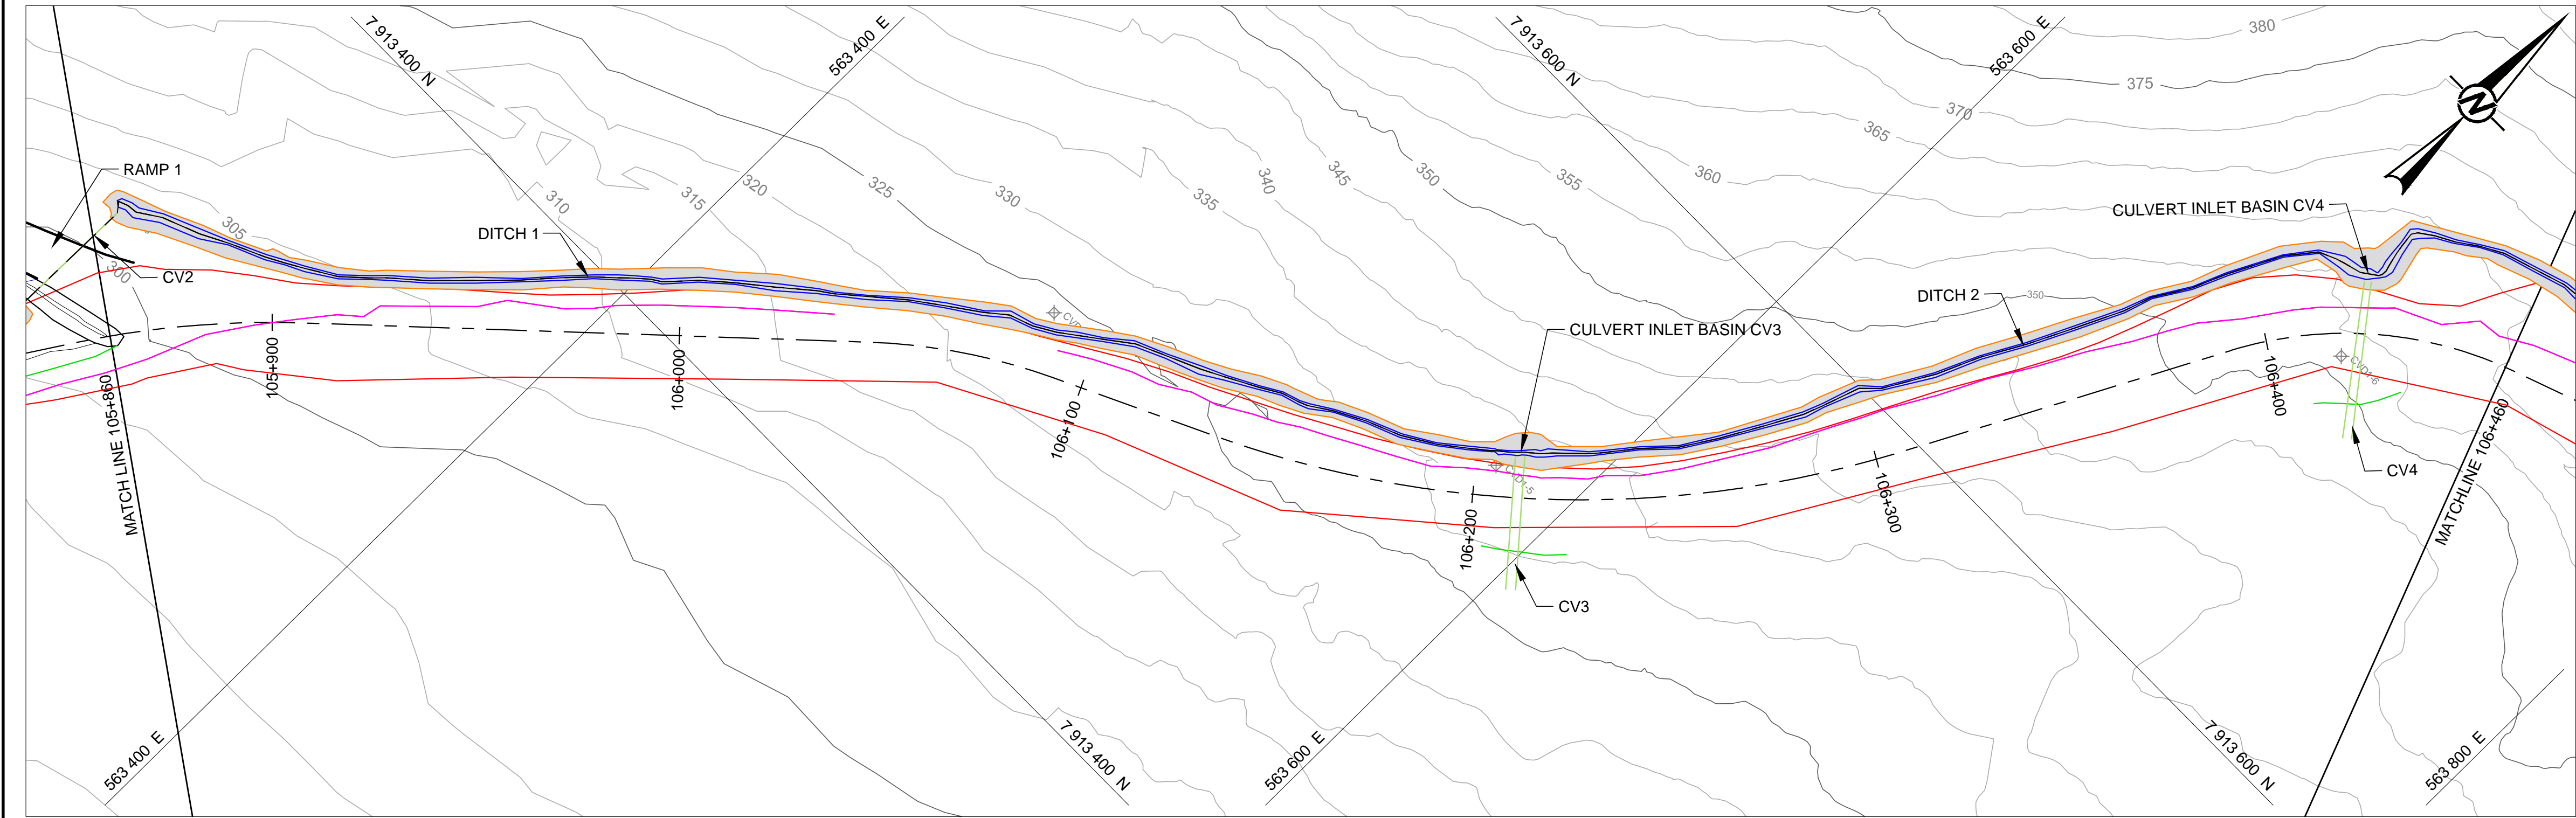 7 913 400 N
563 400 E
7 913 600 N
563 600 E
380
375
370
365
360
355
350
345
340
335
330
325
320
315
310
305
300
N
RAMP 1
CV2
DITCH 1
CULVERT INLET BASIN CV3
DITCH 2
350
CULVERT INLET BASIN CV4
CVD1-5
CVD1-6
105+900
106+000
106+100
106+200
106+300
106+400
MATCH LINE 105+860
MATCHLINE 106+460
CV3
CV4
563 400 E
7 913 400 N
563 600 E
7 913 600 N
563 800 E